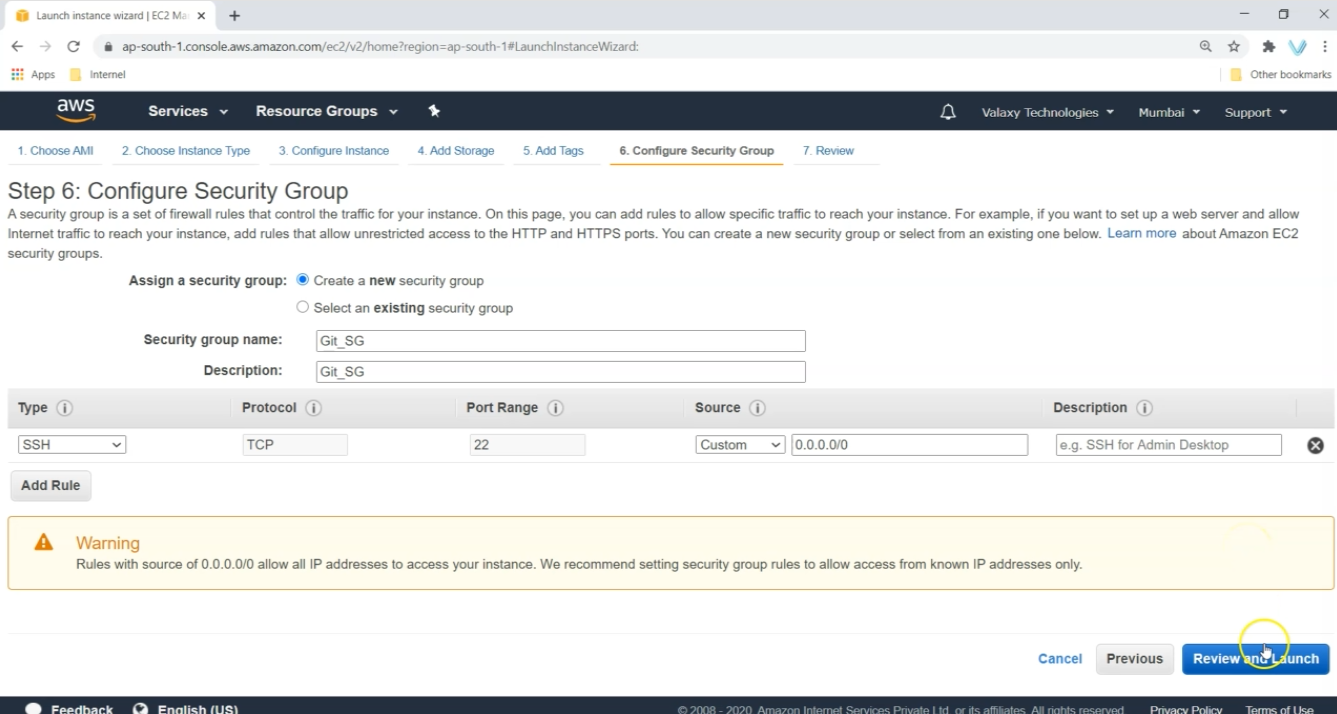 Launch instance wizard | EC2 Ma
ap-south-1.console.aws.amazon.com/ec2/v2/home?region=ap-south-1#LaunchInstanceWizard:
Apps Internet Other bookmarks
aws Services Resource Groups Valaxy Technologies Mumbai Support
1. Choose AMI 2. Choose Instance Type 3. Configure Instance 4. Add Storage 5. Add Tags 6. Configure Security Group 7. Review
Step 6: Configure Security Group
A security group is a set of firewall rules that control the traffic for your instance. On this page, you can add rules to allow specific traffic to reach your instance. For example, if you want to set up a web server and allow
Internet traffic to reach your instance, add rules that allow unrestricted access to the HTTP and HTTPS ports. You can create a new security group or select from an existing one below. Learn more about Amazon EC2
security groups.
Assign a security group: Create a new security group
Select an existing security group
Security group name: Git_SG
Description: Git_SG
Type i Protocol i Port Range i Source i Description i
SSH TCP 22 Custom 0.0.0.0/0 e.g. SSH for Admin Desktop
Add Rule
Warning
Rules with source of 0.0.0.0/0 allow all IP addresses to access your instance. We recommend setting security group rules to allow access from known IP addresses only.
Cancel Previous Review and Launch
Feedback English (US) © 2008 - 2020, Amazon Internet Services Private Ltd. or its affiliates. All rights reserved. Privacy Policy Terms of Use